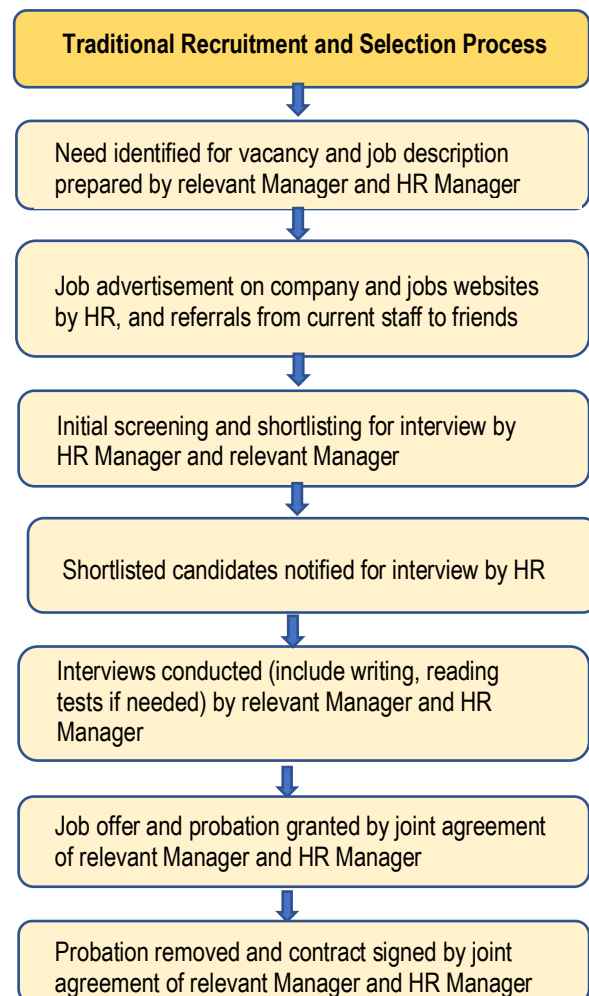 Traditional Recruitment and Selection Process
Need identified for vacancy and job description
prepared by relevant Manager and HR Manager
Job advertisement on company and jobs websites
by HR, and referrals from current staff to friends
Initial screening and shortlisting for interview by
HR Manager and relevant Manager
Shortlisted candidates notified for interview by HR
Interviews conducted (include writing, reading
tests if needed) by relevant Manager and HR
Manager
Job offer and probation granted by joint agreement
of relevant Manager and HR Manager
Probation removed and contract signed by joint
agreement of relevant Manager and HR Manager